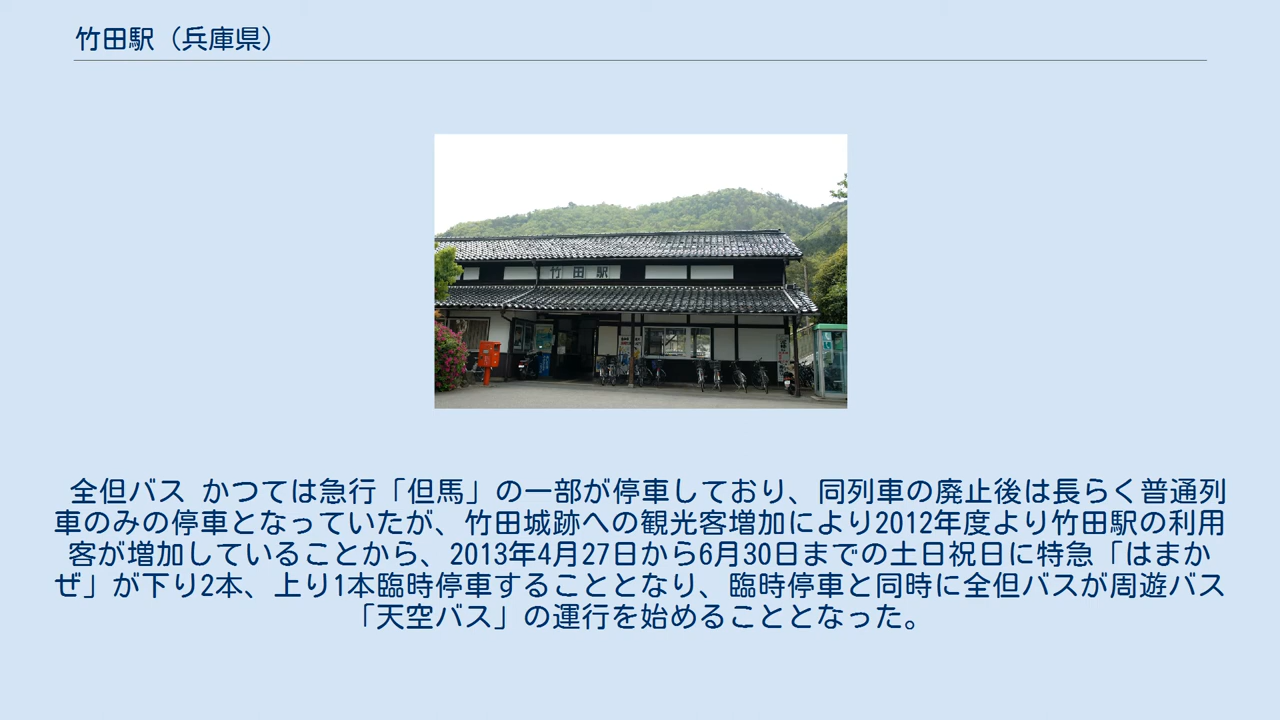 竹田駅（兵庫県）
竹田駅
全但バス かつては急行「但馬」の一部が停車しており、同列車の廃止後は長らく普通列
車のみの停車となっていたが、竹田城跡への観光客増加により2012年度より竹田駅の利用
客が増加していることから、2013年4月27日から6月30日までの土日祝日に特急「はまか
ぜ」が下り2本、上り1本臨時停車することとなり、臨時停車と同時に全但バスが周遊バス
「天空バス」の運行を始めることとなった。